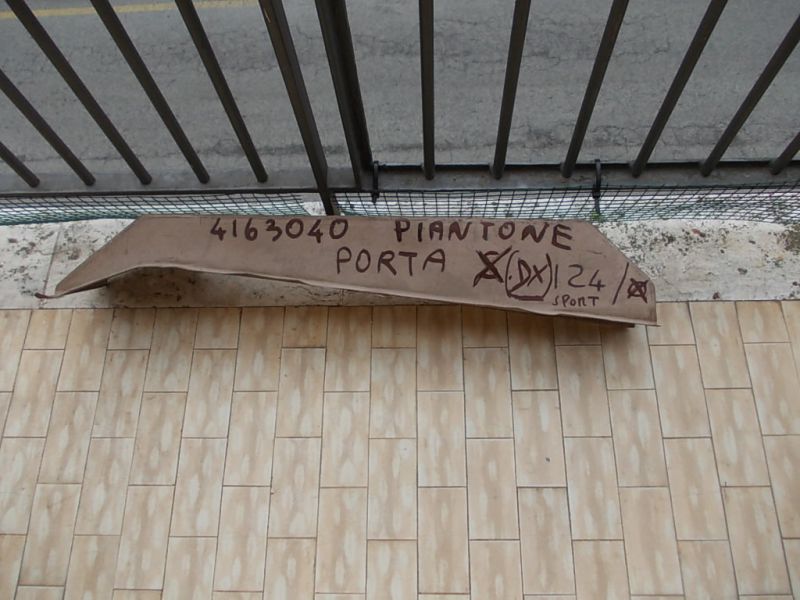 4163040 PIANTONE
PORTA (DX) 124 /
SPORT